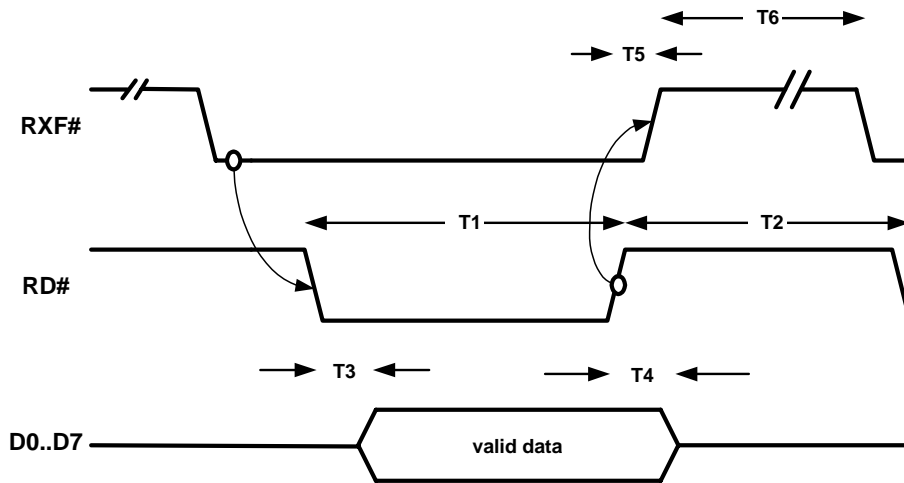 T6
T5
RXF#
T1
T2
RD#
T3
T4
D0..D7
valid data